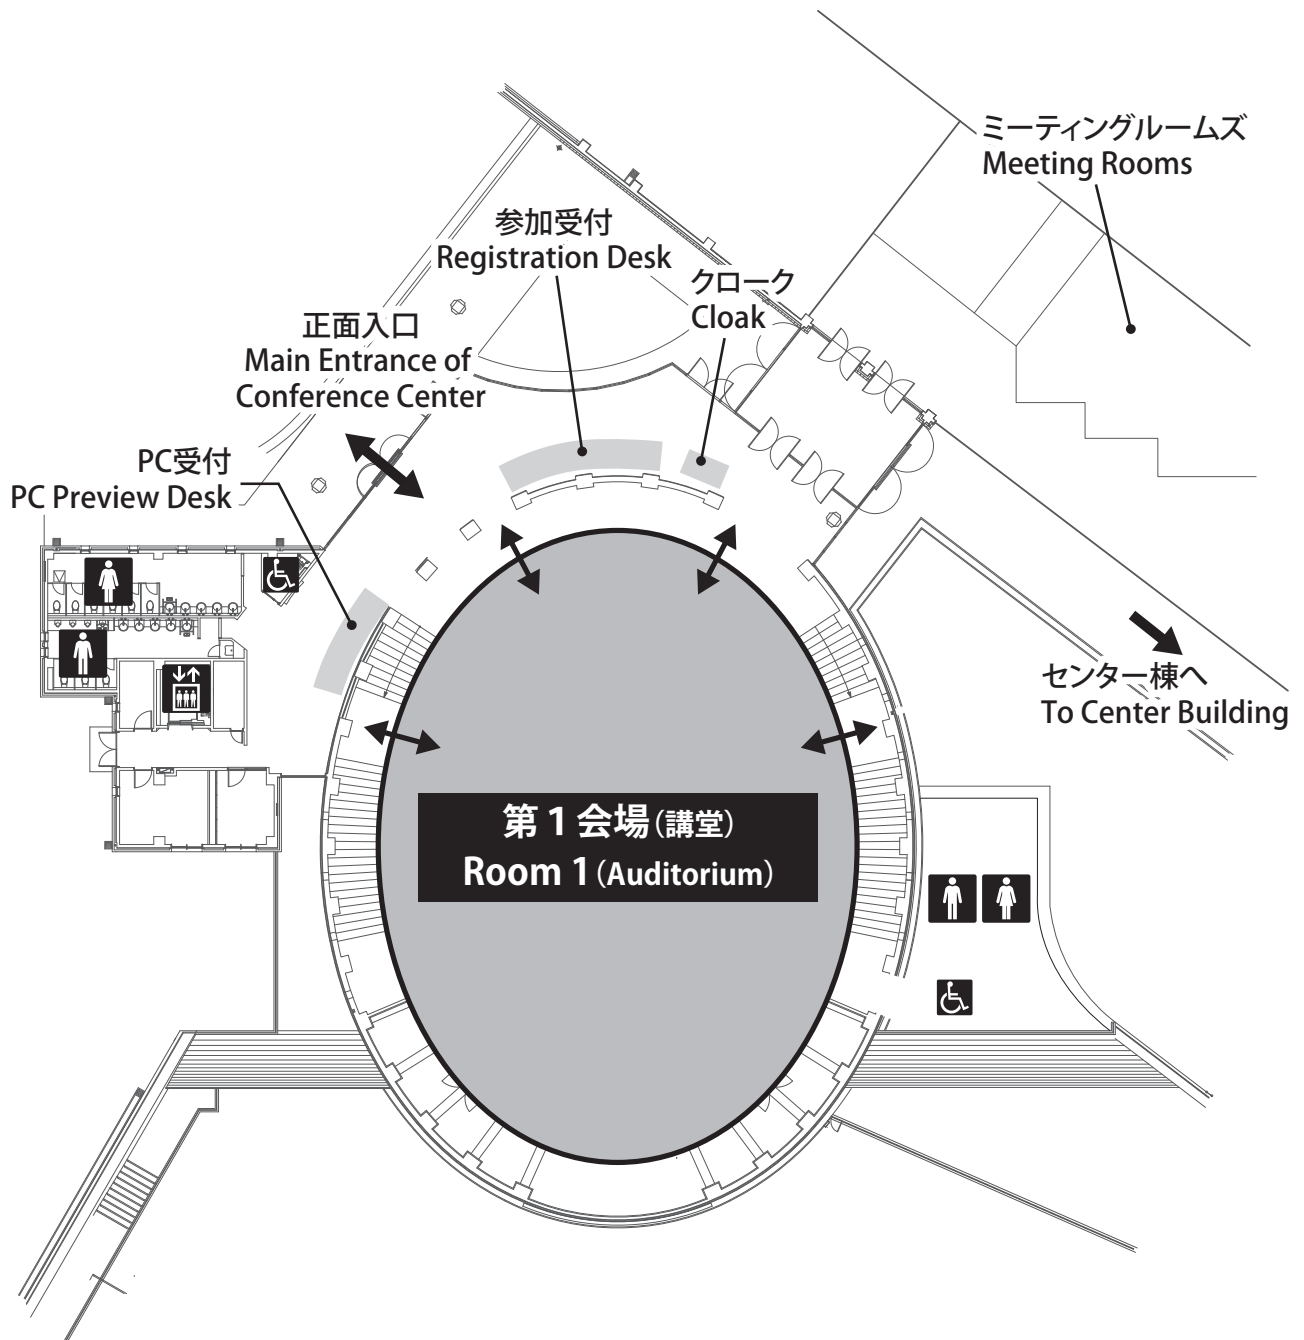 ミーティングルームズ
Meeting Rooms
参加受付
Registration Desk
クローク
Cloak
正面入口
Main Entrance of
Conference Center
PC受付
PC Preview Desk
センター棟へ
To Center Building
第1会場(講堂)
Room 1(Auditorium)